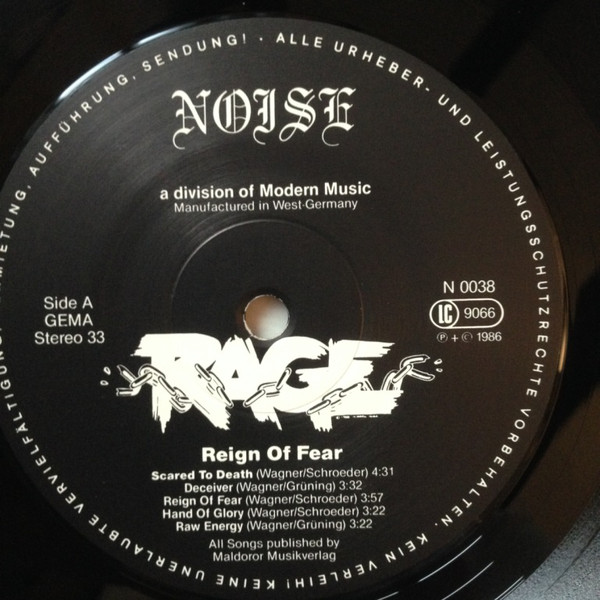 ALLE URHEBER- UND LEISTUNGSSCHUTZRECHTE VORBEHALTEN. KEIN VERLEIH! KEINE UNERLAUBTE VERVIELFÄLTIGUNG, VERMIETUNG, AUFFÜHRUNG, SENDUNG! ·
NOISE
a division of Modern Music
Manufactured in West-Germany
Side A
GEMA
Stereo 33
N 0038
LC 9066
Ⓟ + © 1986
RAGE
Reign Of Fear
Scared To Death (Wagner/Schroeder) 4:31
Deceiver (Wagner/Grüning) 3:32
Reign Of Fear (Wagner/Schroeder) 3:57
Hand Of Glory (Wagner/Schroeder) 3:22
Raw Energy (Wagner/Grüning) 3:22
All Songs published by
Maldoror Musikverlag